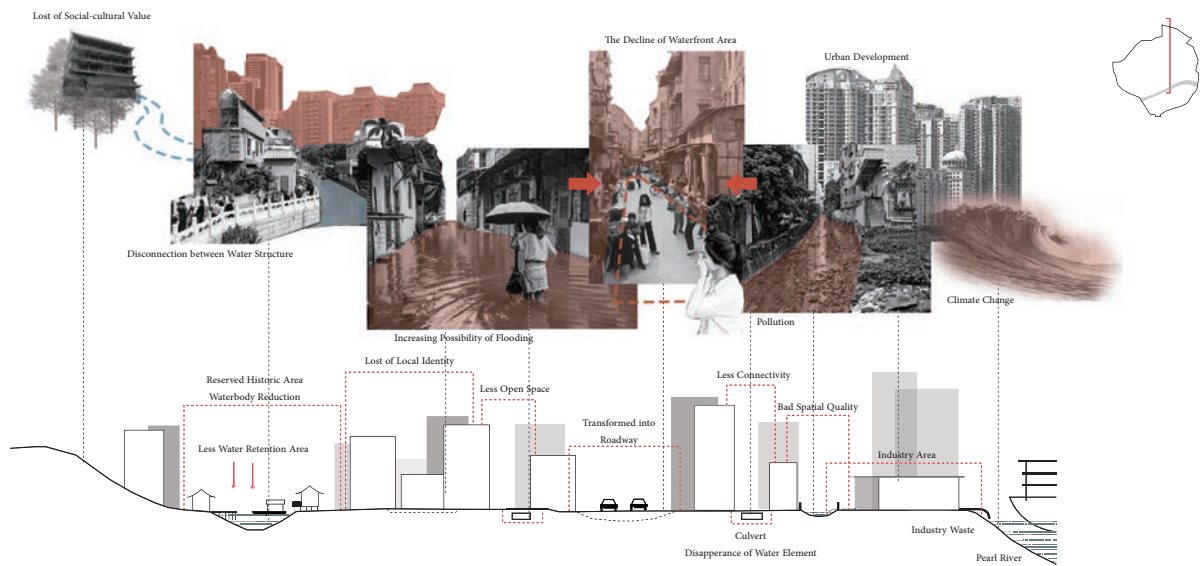 Lost of Social-cultural Value
The Decline of Waterfront Area
Urban Development
Disconnection between Water Structure
Climate Change
Pollution
Increasing Possibility of Flooding
Lost of Local Identity
Reserved Historic Area
Waterbody Reduction
Less Open Space
Less Connectivity
Bad Spatial Quality
Transformed into
Roadway
Less Water Retention Area
Industry Area
Culvert
Disapperance of Water Element
Industry Waste
Pearl River